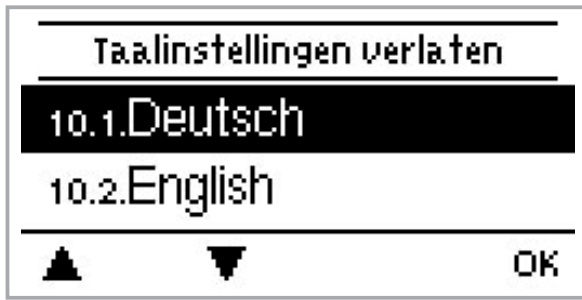 Taalinstellingen verlaten
10.1.Deutsch
10.2.English
▲ ▼ OK